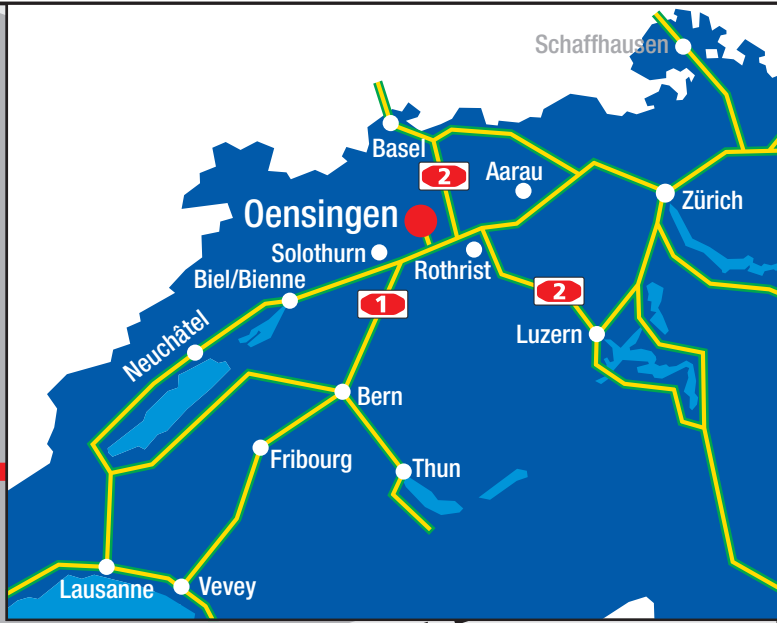 Schaffhausen
Basel
2
Aarau
Zürich
Oensingen
Solothurn
Rothrist
Biel/Bienne
1
2
Luzern
Neuchâtel
Bern
Fribourg
Thun
Lausanne
Vevey